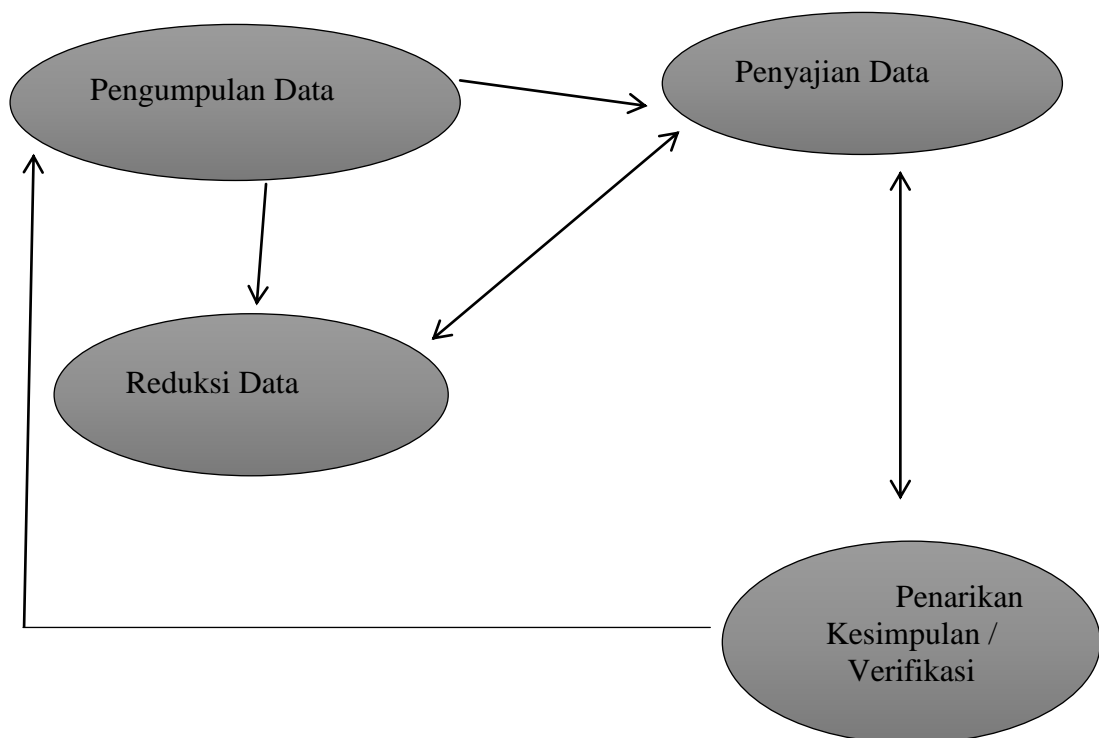 Pengumpulan Data
Penyajian Data
Reduksi Data
Penarikan
Kesimpulan /
Verifikasi